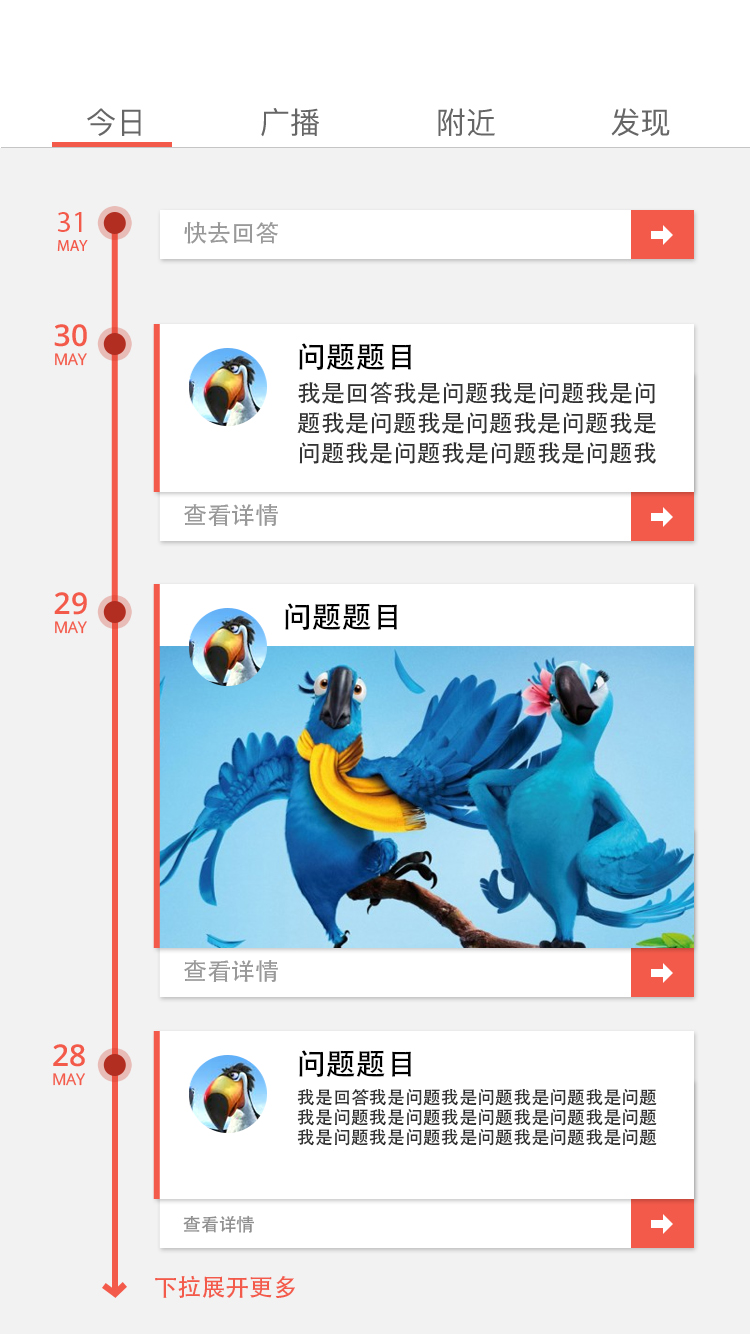 今日 广播 附近 发现
31
MAY
快去回答
30
MAY
问题题目
我是回答我是问题我是问题我是问
题我是问题我是问题我是问题我是
问题我是问题我是问题我是问题我
查看详情
29
MAY
问题题目
查看详情
28
MAY
问题题目
我是回答我是问题我是问题我是问题我是问题
我是问题我是问题我是问题我是问题我是问题
我是问题我是问题我是问题我是问题我是问题
查看详情
下拉展开更多